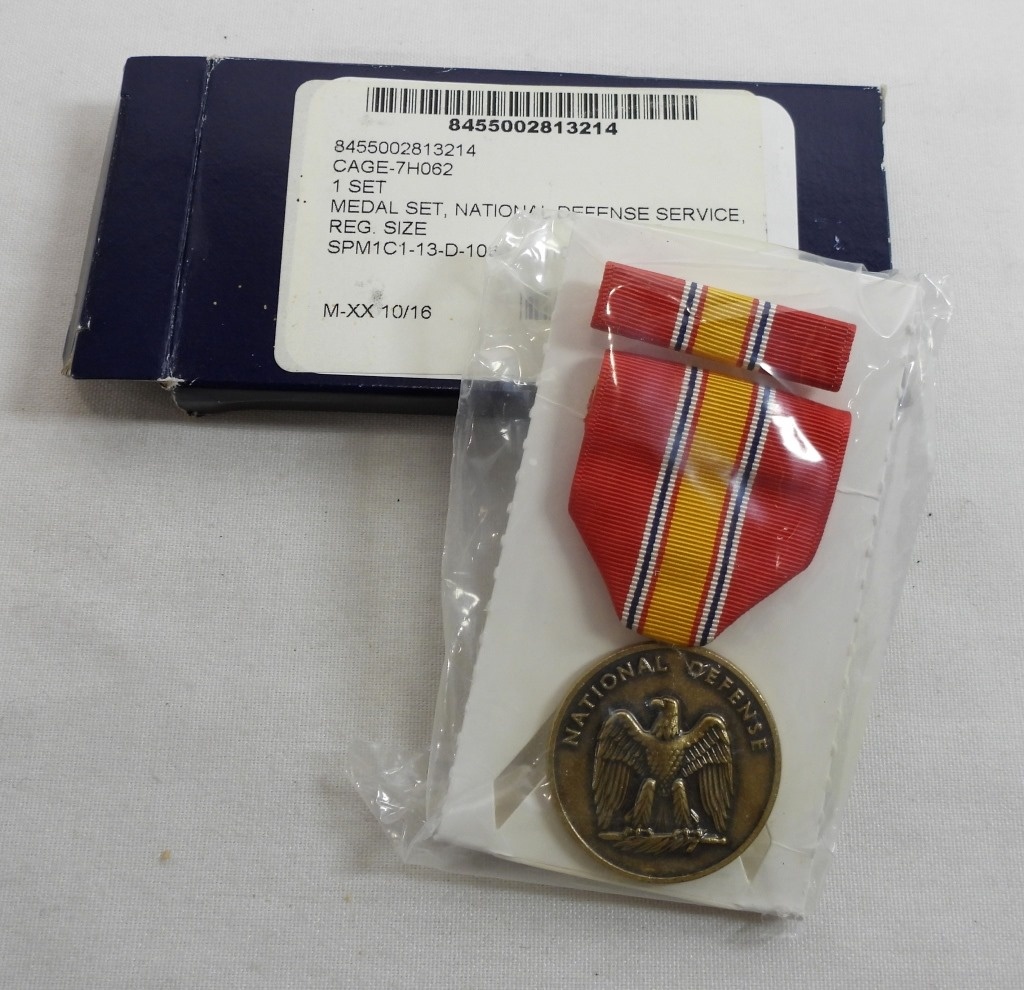 8455002813214
8455002813214
CAGE-7H062
1 SET
MEDAL SET, NATIONAL DEFENSE SERVICE,
REG. SIZE
SPM1C1-13-D-10
M-XX 10/16
NATIONAL DEFENSE